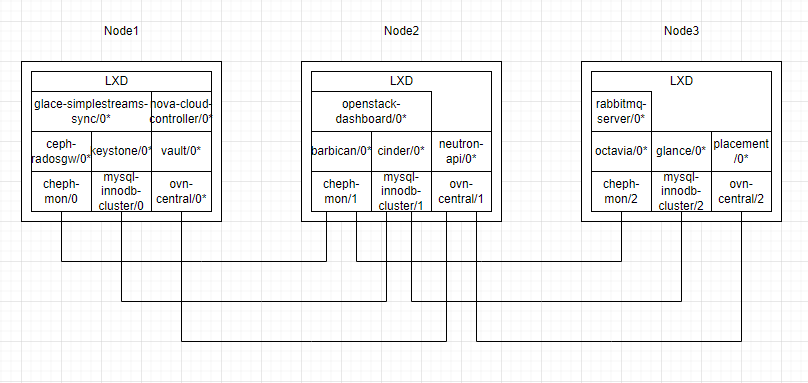 Node1
Node2
Node3
LXD
glace-simplestreams-
sync/0*
nova-cloud-
controller/0*
ceph-
radosgw/0*
keystone/0*
vault/0*
cheph-
mon/0
mysql-
innodb-
cluster/0
ovn-
central/0*
LXD
openstack-
dashboard/0*
barbican/0*
cinder/0*
neutron-
api/0*
cheph-
mon/1
mysql-
innodb-
cluster/1
ovn-
central/1
LXD
rabbitmq-
server/0*
octavia/0*
glance/0*
placement
/0*
cheph-
mon/2
mysql-
innodb-
cluster/2
ovn-
central/2